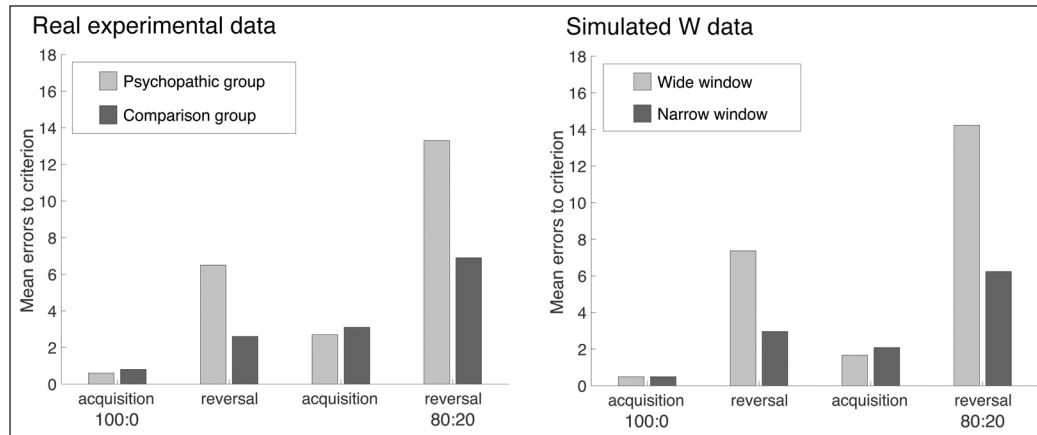 Real experimental data
18
16
14
12
10
8
6
4
2
0
Mean errors to criterion
Psychopathic group
Comparison group
acquisition reversal acquisition reversal
100:0 80:20
Simulated W data
18
16
14
12
10
8
6
4
2
0
Mean errors to criterion
Wide window
Narrow window
acquisition reversal acquisition reversal
100:0 80:20